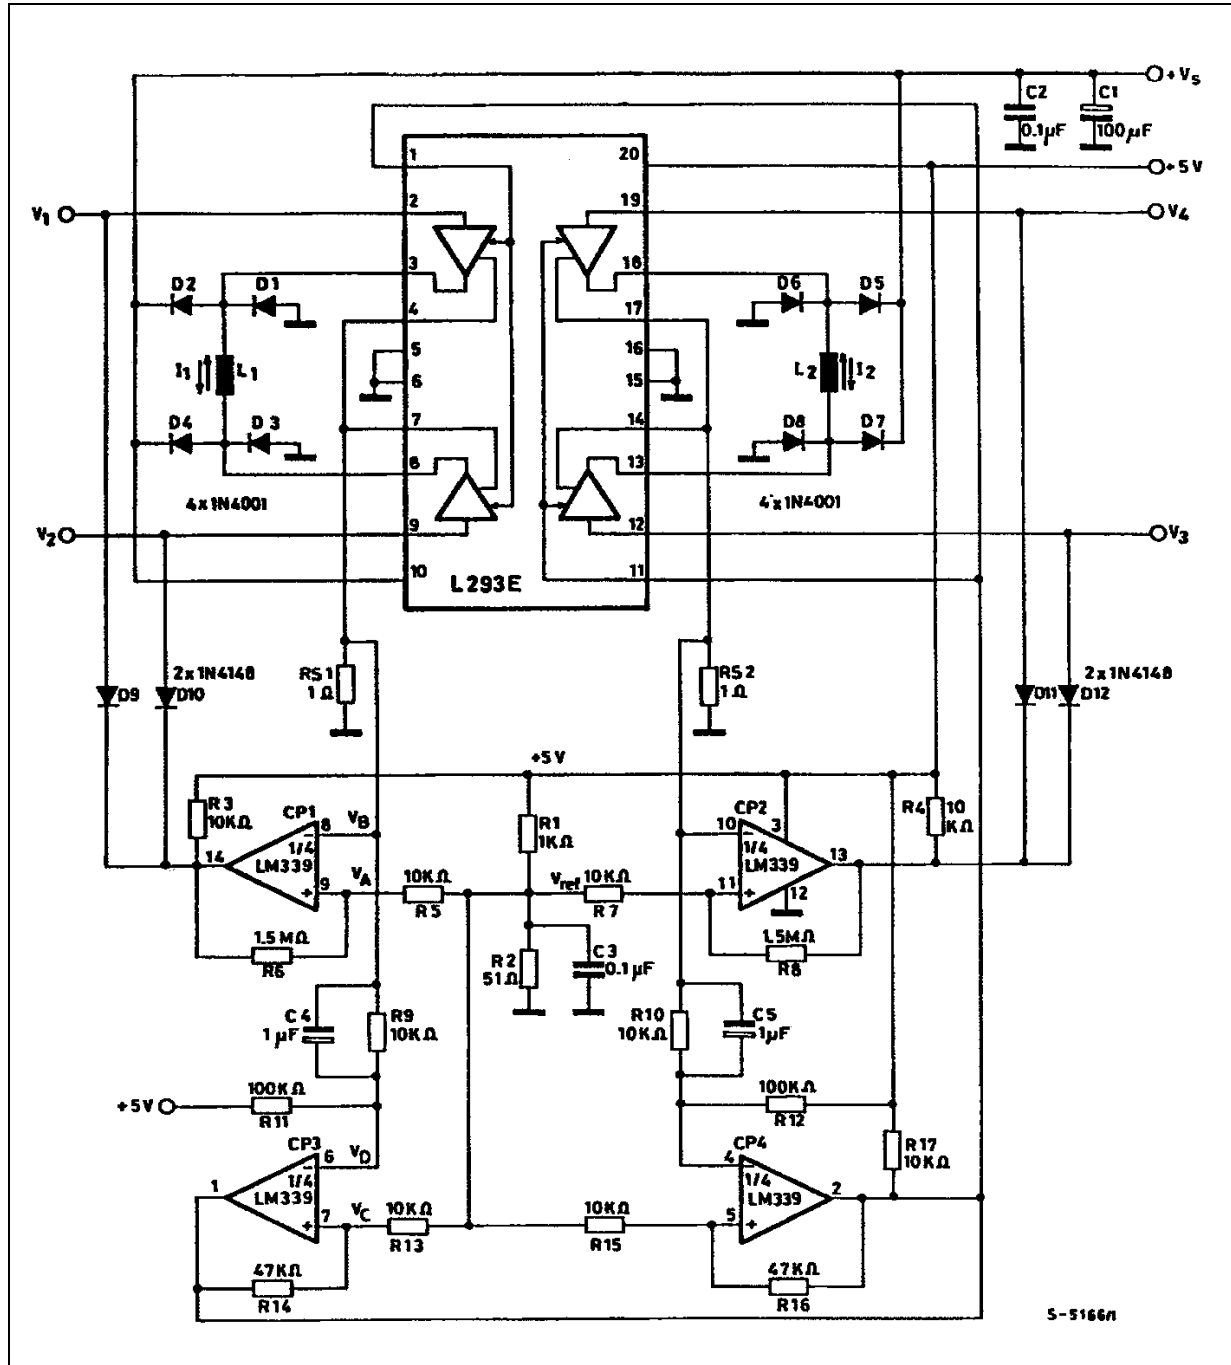 +Vs
C2
C1
0.1µF
100µF
1
20
+5V
2
19
V1
V4
3
18
D2
D1
D6
D5
4
17
5
16
I1
L1
L2
I2
6
15
7
14
D4
D3
D8
D7
8
13
4x1N4001
4x1N4001
9
12
V2
V3
10
L293E
11
RS1
1Ω
RS2
1Ω
2x1N4148
2x1N4148
D9
D10
D11
D12
+5V
R3
10KΩ
CP1
8
VB
R1
1KΩ
CP2
10
3
R4
10
KΩ
14
1/4
LM339
1/4
LM339
13
9
VA
10KΩ
R5
Vref
10KΩ
R7
11
12
1.5MΩ
R6
R2
51Ω
C3
0.1µF
1.5MΩ
R8
C4
1µF
R9
10KΩ
R10
10KΩ
C5
1µF
+5V
100KΩ
R11
100KΩ
R12
CP3
6
VD
CP4
4
R17
10KΩ
1
1/4
LM339
1/4
LM339
2
7
VC
10KΩ
R13
10KΩ
R15
5
47KΩ
R14
47KΩ
R16